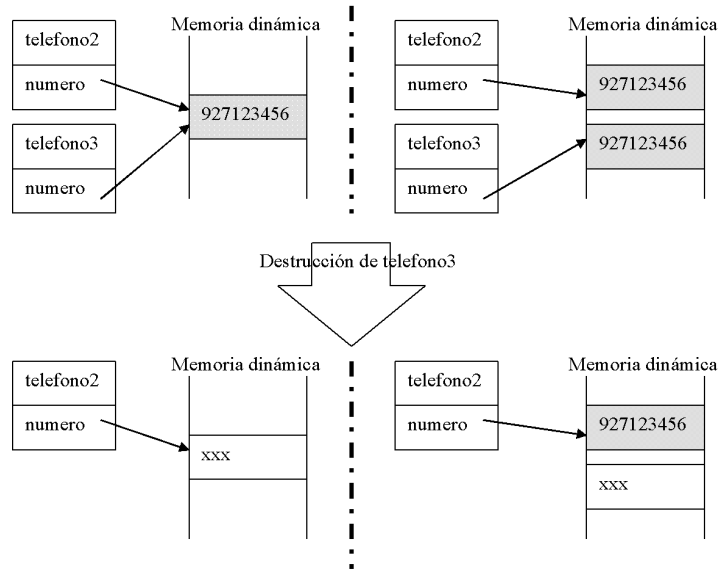 telefono2
numero
telefono3
numero
Memoria dinámica
927123456
telefono2
numero
telefono3
numero
Memoria dinámica
927123456
927123456
Destrucción de telefono3
telefono2
numero
Memoria dinámica
xxx
telefono2
numero
Memoria dinámica
927123456
xxx